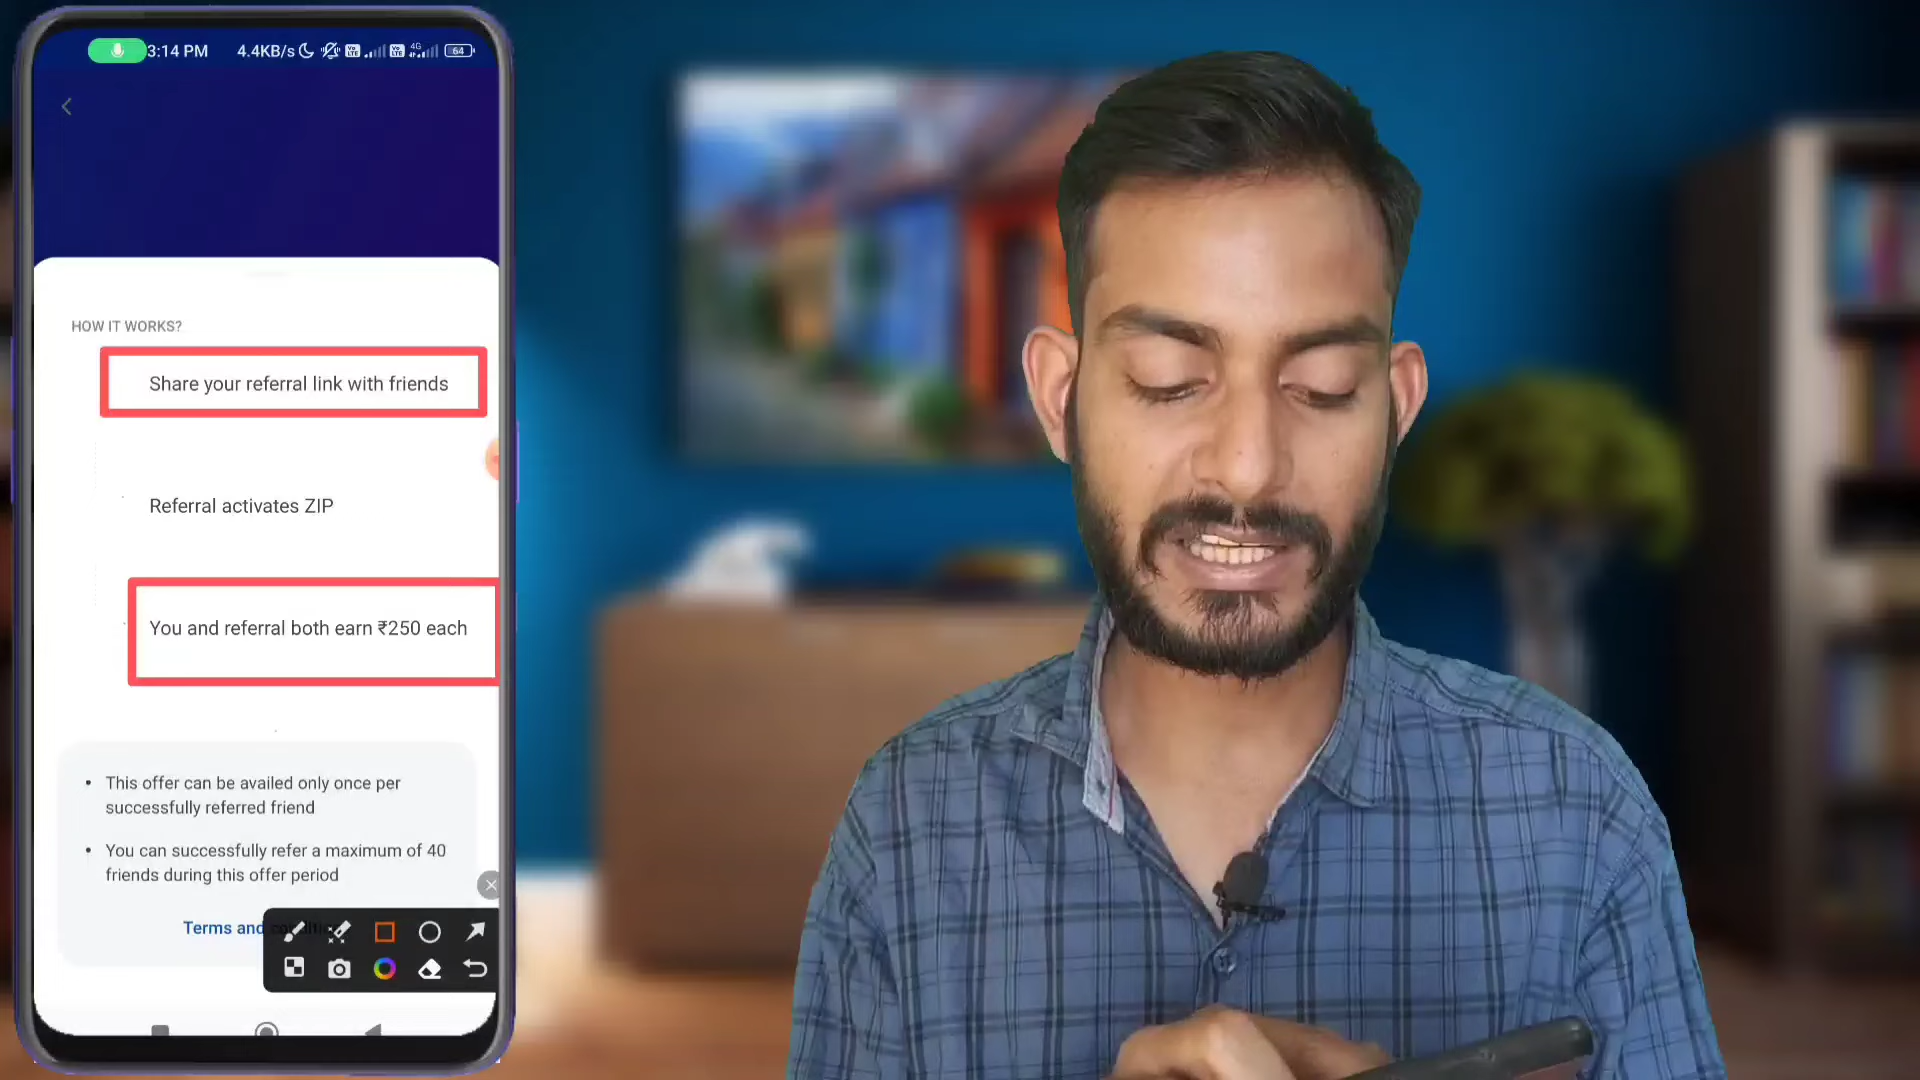 3:14 PM 4.4KB/s 4G 64
HOW IT WORKS?
Share your referral link with friends
Referral activates ZIP
You and referral both earn ₹250 each
• This offer can be availed only once per
successfully referred friend
• You can successfully refer a maximum of 40
friends during this offer period
Terms and